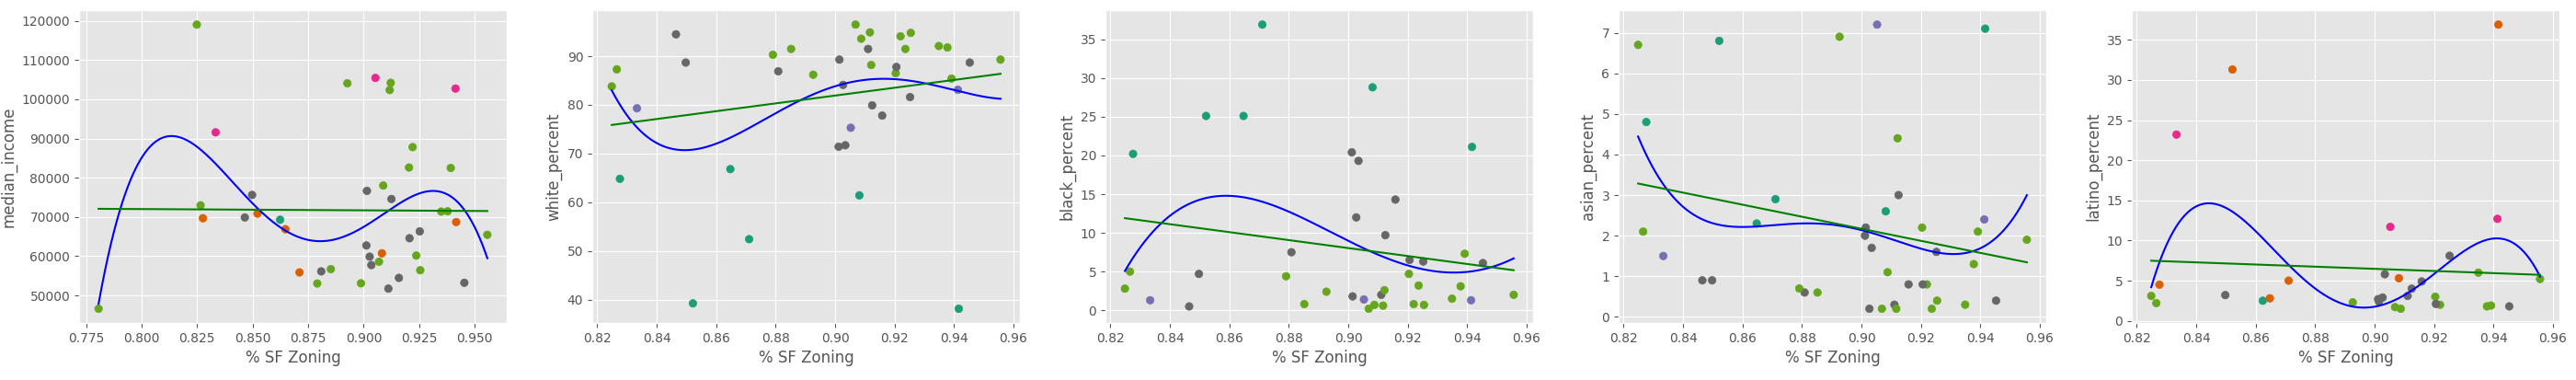 median_income
120000
110000
100000
90000
80000
70000
60000
50000
0.775 0.800 0.825 0.850 0.875 0.900 0.925 0.950
% SF Zoning
white_percent
90
80
70
60
50
40
0.82 0.84 0.86 0.88 0.90 0.92 0.94 0.96
% SF Zoning
black_percent
35
30
25
20
15
10
5
0
0.82 0.84 0.86 0.88 0.90 0.92 0.94 0.96
% SF Zoning
asian_percent
7
6
5
4
3
2
1
0
0.82 0.84 0.86 0.88 0.90 0.92 0.94 0.96
% SF Zoning
latino_percent
35
30
25
20
15
10
5
0
0.82 0.84 0.86 0.88 0.90 0.92 0.94 0.96
% SF Zoning